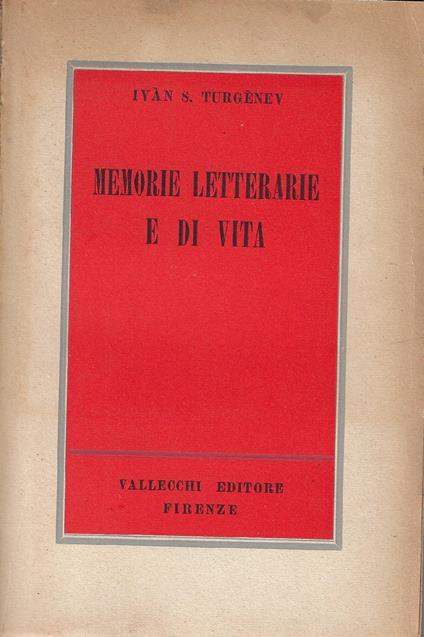 IVÀN S. TURGÈNEV
MEMORIE LETTERARIE
E DI VITA
VALLECCHI EDITORE
FIRENZE